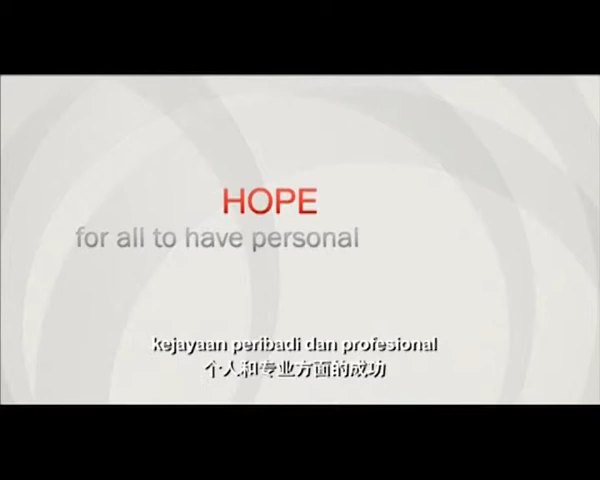 HOPE
for all to have personal
kejayaan peribadi dan profesional
个人和专业方面的成功